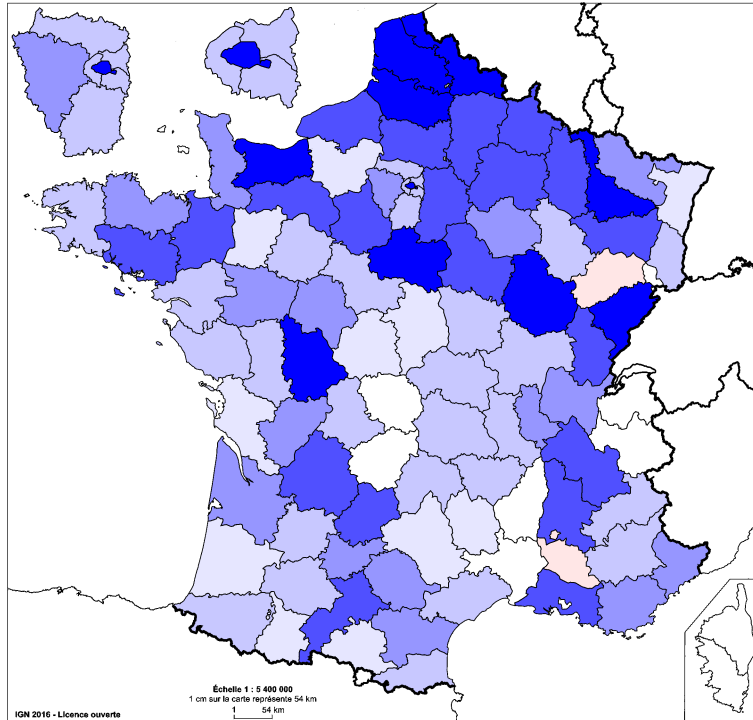 Échelle 1 : 5 400 000
1 cm sur la carte représente 54 km
1 54 km
IGN 2016 - Licence ouverte